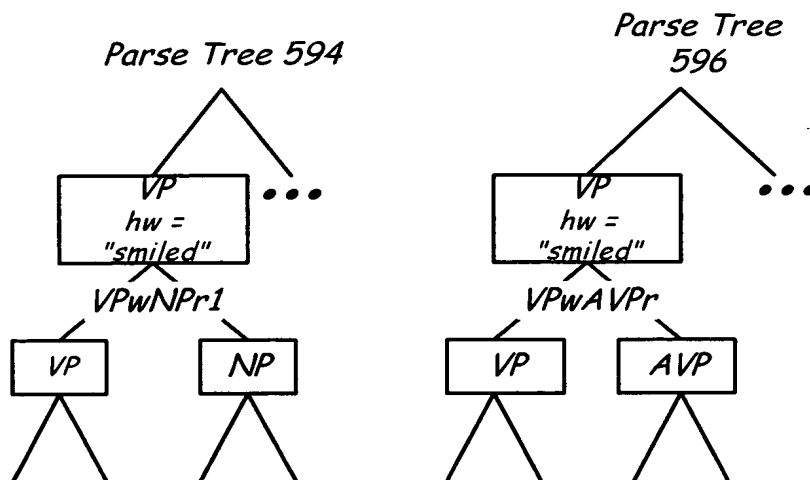 Parse Tree 594
VP
hw =
"smiled"
VPwNPr1
VP
NP
Parse Tree
596
VP
hw =
"smiled"
VPwAVPr
VP
AVP